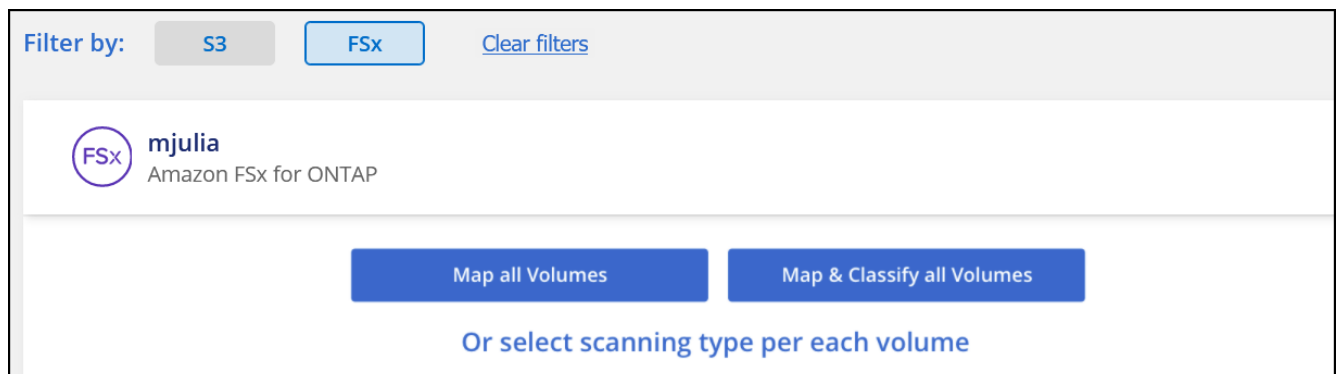 Filter by: S3 FSx Clear filters
FSx
mjulia
Amazon FSx for ONTAP
Map all Volumes Map & Classify all Volumes
Or select scanning type per each volume